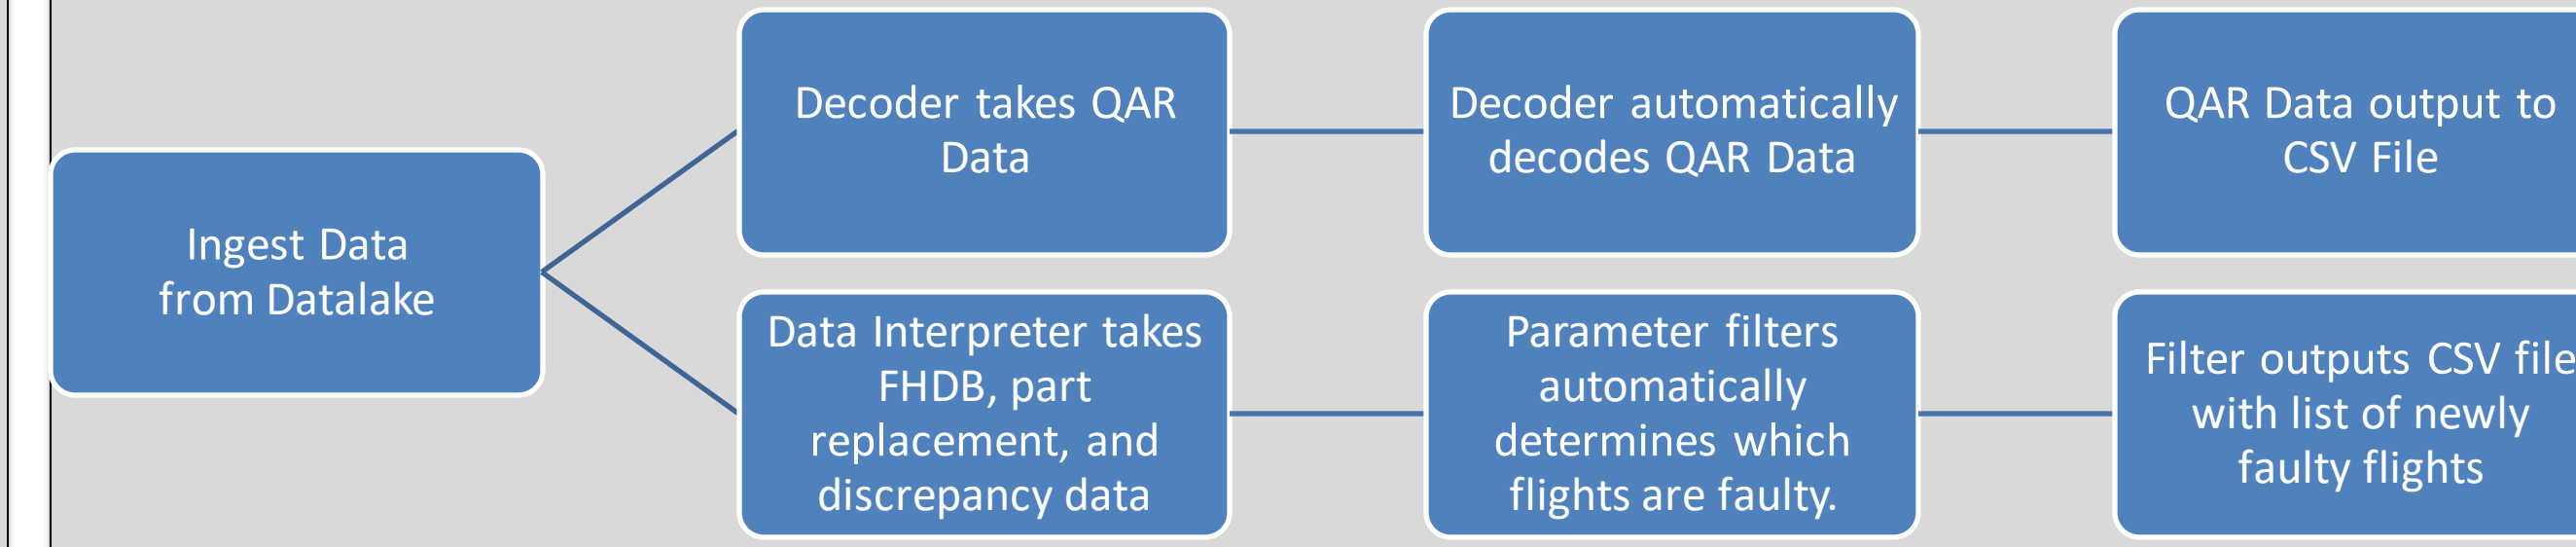 Ingest Data
from Datalake
Decoder takes QAR
Data
Decoder automatically
decodes QAR Data
QAR Data output to
CSV File
Data Interpreter takes
FHDB, part
replacement, and
discrepancy data
Parameter filters
automatically
determines which
flights are faulty.
Filter outputs CSV file
with list of newly
faulty flights